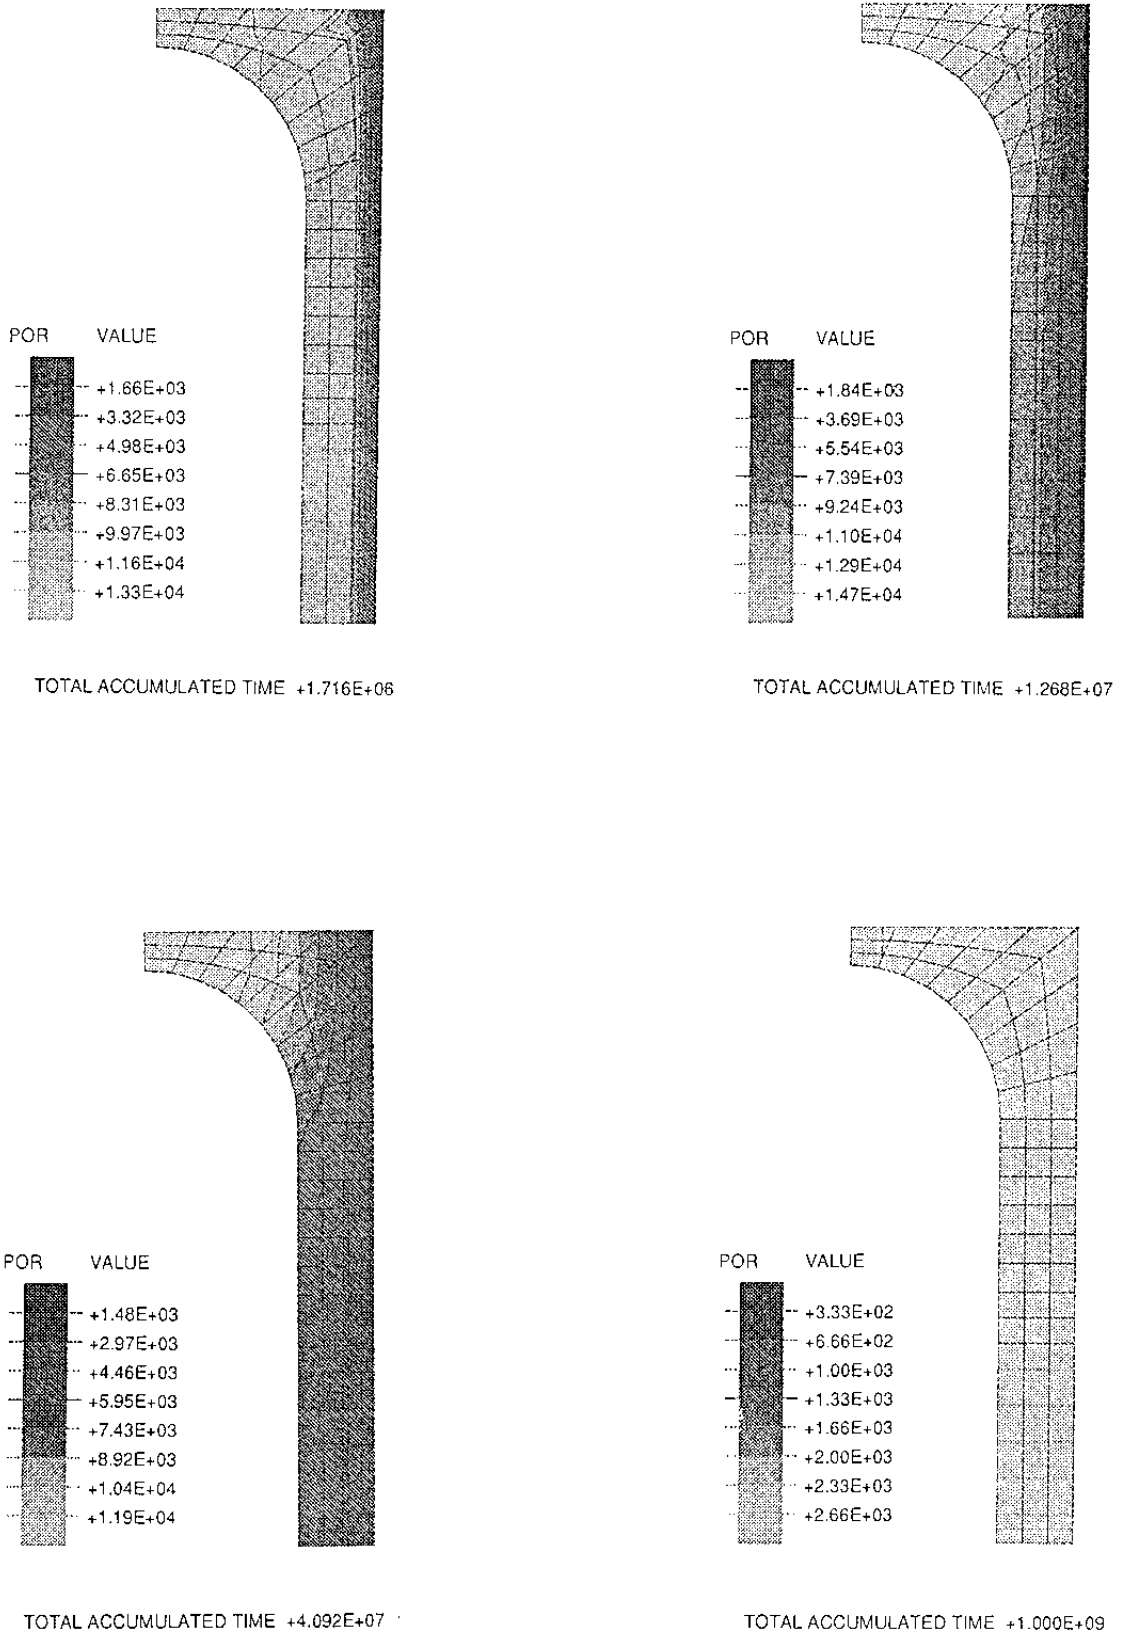 POR VALUE
+1.66E+03
+3.32E+03
+4.98E+03
+6.65E+03
+8.31E+03
+9.97E+03
+1.16E+04
+1.33E+04
TOTAL ACCUMULATED TIME +1.716E+06
POR VALUE
+1.84E+03
+3.69E+03
+5.54E+03
+7.39E+03
+9.24E+03
+1.10E+04
+1.29E+04
+1.47E+04
TOTAL ACCUMULATED TIME +1.268E+07
POR VALUE
+1.48E+03
+2.97E+03
+4.46E+03
+5.95E+03
+7.43E+03
+8.92E+03
+1.04E+04
+1.19E+04
TOTAL ACCUMULATED TIME +4.092E+07
POR VALUE
+3.33E+02
+6.66E+02
+1.00E+03
+1.33E+03
+1.66E+03
+2.00E+03
+2.33E+03
+2.66E+03
TOTAL ACCUMULATED TIME +1.000E+09